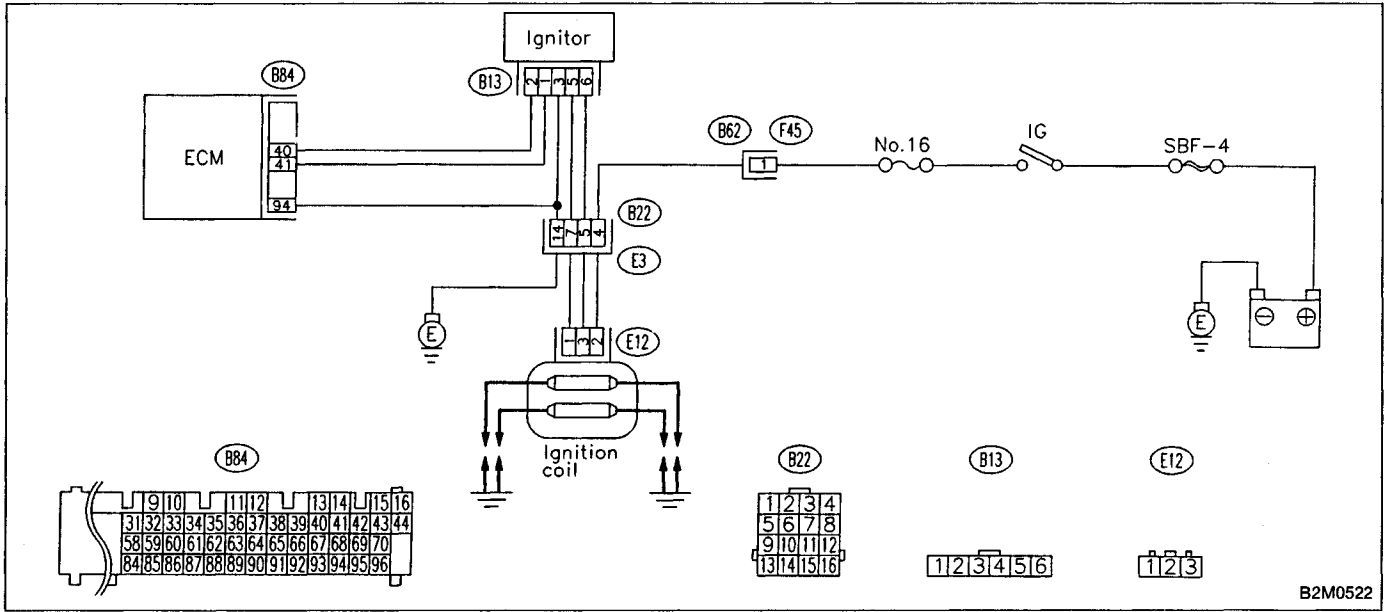 Ignitor
B13
2 1 3 5 6
B84
ECM
40
41
94
B62
F45
1
No.16
IG
SBF-4
B22
14 7 5 4
E3
E
E
⊖ ⊕
1 3 2
E12
Ignition
coil
B84
9 10 11 12 13 14 15 16
31 32 33 34 35 36 37 38 39 40 41 42 43 44
58 59 60 61 62 63 64 65 66 67 68 69 70
84 85 86 87 88 89 90 91 92 93 94 95 96
B22
1 2 3 4
5 6 7 8
9 10 11 12
13 14 15 16
B13
1 2 3 4 5 6
E12
1 2 3
B2M0522